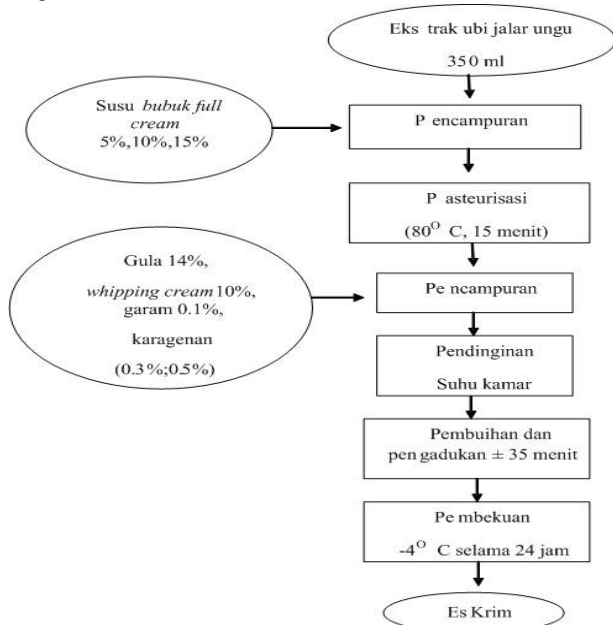 Eks trak ubi jalar ungu
350 ml
Susu bubuk full
cream
5%,10%,15%
P encampuran
P asteurisasi
(80O C, 15 menit)
Gula 14%,
whipping cream 10%,
garam 0.1%,
karagenan
(0.3%;0.5%)
Pe ncampuran
Pendinginan
Suhu kamar
Pembuihan dan
pen gadukan ± 35 menit
Pe mbekuan
-4O C selama 24 jam
Es Krim